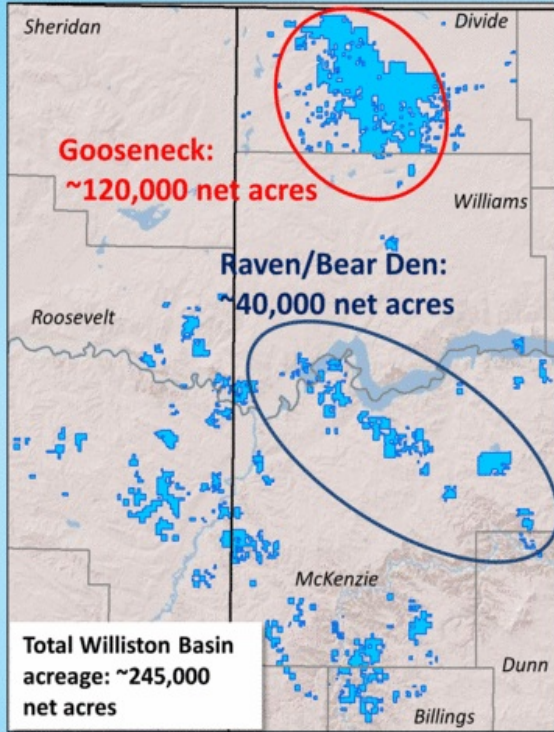 Sheridan
Divide
Gooseneck:
~120,000 net acres
Williams
Raven/Bear Den:
~40,000 net acres
Roosevelt
McKenzie
Total Williston Basin
acreage: ~245,000
net acres
Dunn
Billings